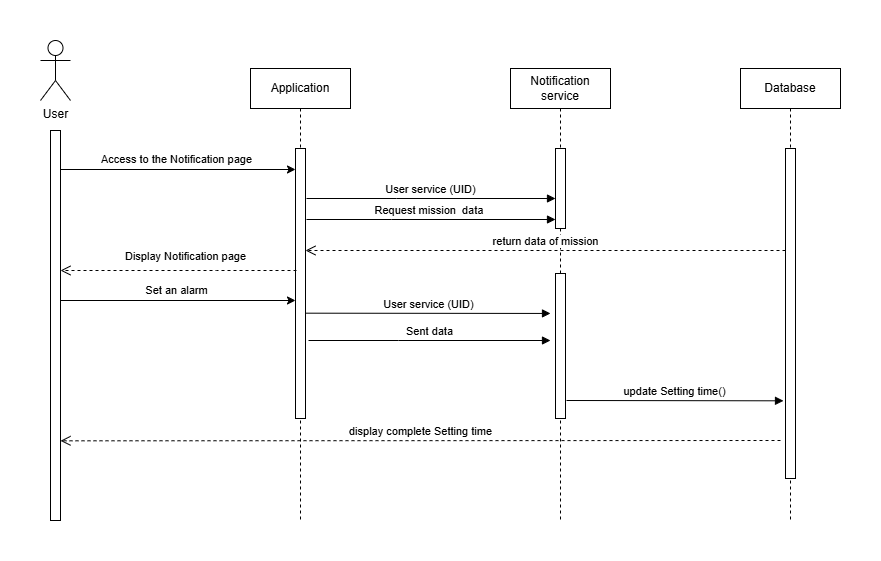 User
Application
Notification
service
Database
Access to the Notification page
User service (UID)
Request mission data
return data of mission
Display Notification page
Set an alarm
User service (UID)
Sent data
update Setting time()
display complete Setting time